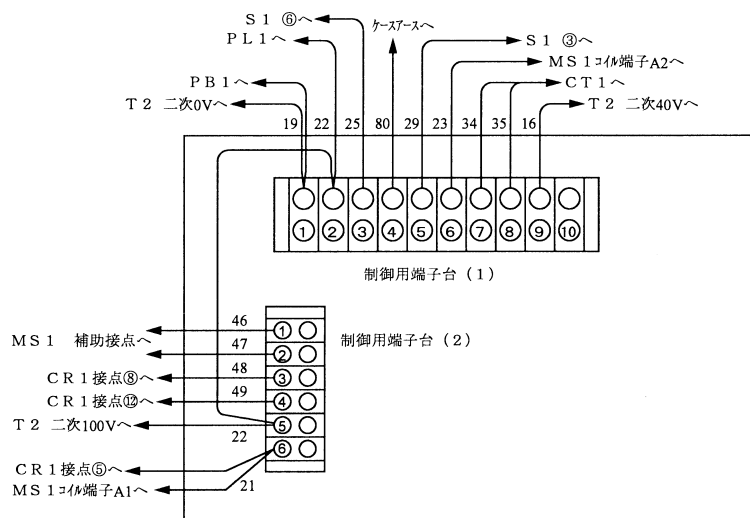 S1 ⑥へ
PL1へ
ケースアースへ
S1 ③へ
MS1コイル端子A2へ
PB1へ
CT1へ
T2 二次0Vへ
T2 二次40Vへ
19 22 25 80 29 23 34 35 16
① ② ③ ④ ⑤ ⑥ ⑦ ⑧ ⑨ ⑩
制御用端子台(1)
46
①
MS1 補助接点へ
制御用端子台(2)
47
②
48
CR1接点⑧へ
③
49
CR1接点⑫へ
④
T2 二次100Vへ
⑤
22
⑥
CR1接点⑤へ
MS1コイル端子A1へ
21